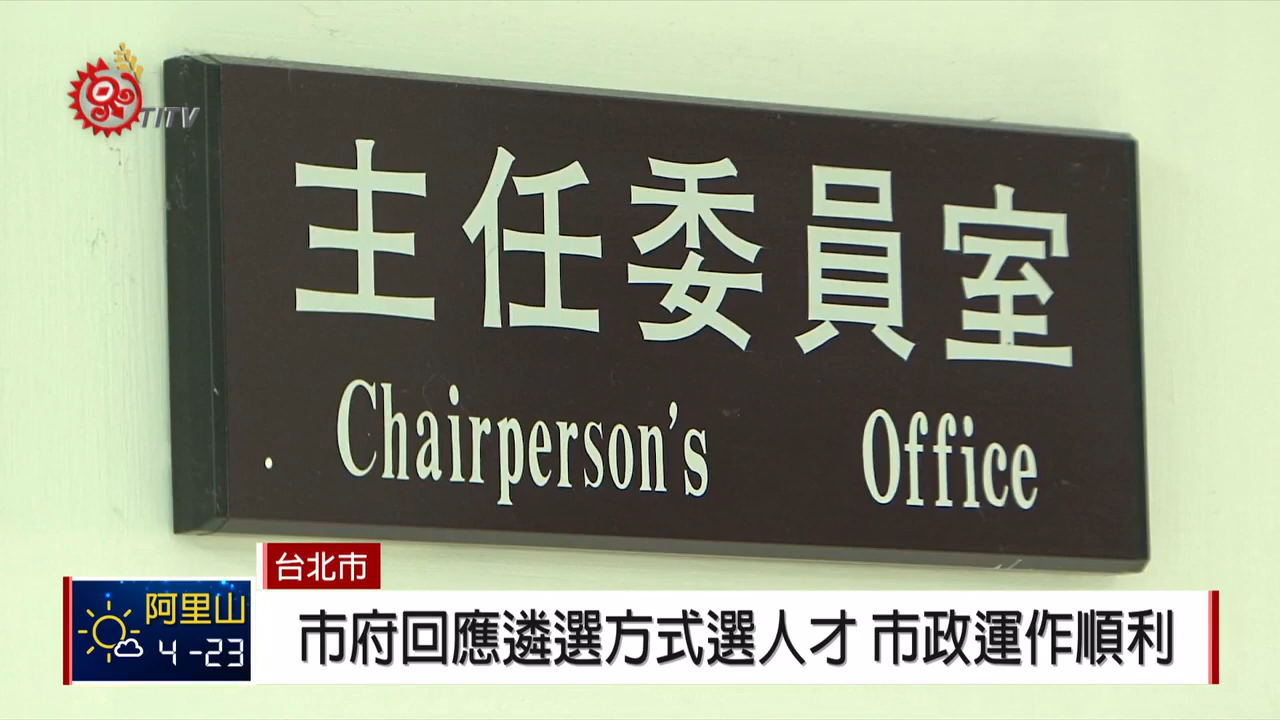 TITV
主任委員室
Chairperson's Office
台北市
阿里山
4-23
市府回應遴選方式選人才 市政運作順利